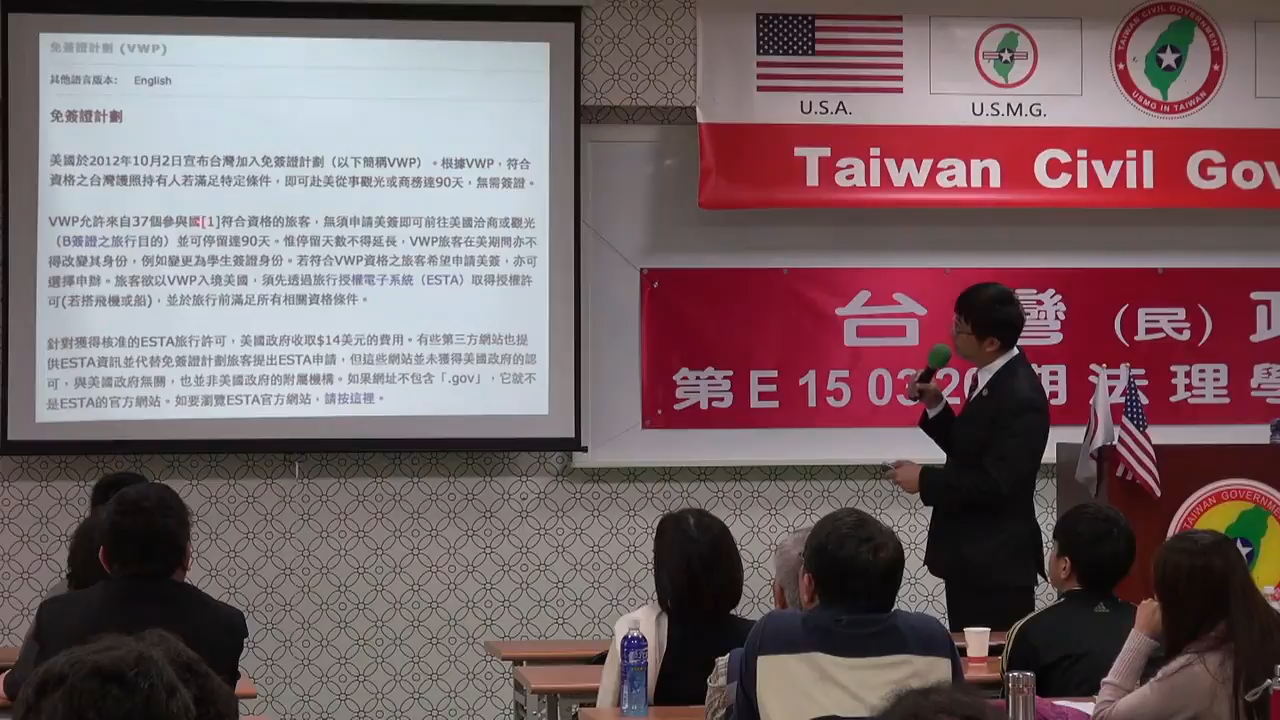 免簽證計劃 (VWP)
其他語言版本: English
免簽證計劃
美國於2012年10月2日宣布台灣加入免簽證計劃（以下簡稱VWP）。根據VWP，符合
資格之台灣護照持有人若滿足特定條件，即可赴美從事觀光或商務達90天，無需簽證。
VWP允許來自37個參與國[1]符合資格的旅客，無須申請美簽即可前往美國洽商或觀光
（B簽證之旅行目的）並可停留達90天。惟停留天數不得延長，VWP旅客在美期間亦不
得改變其身份，例如變更為學生簽證身份。若符合VWP資格之旅客希望申請美簽，亦可
選擇申辦。旅客欲以VWP入境美國，須先透過旅行授權電子系統（ESTA）取得授權許
可(若搭飛機或船)，並於旅行前滿足所有相關資格條件。
針對獲得核准的ESTA旅行許可，美國政府收取$14美元的費用。有些第三方網站也提
供ESTA資訊並代替免簽證計劃旅客提出ESTA申請，但這些網站並未獲得美國政府的認
可，與美國政府無關，也並非美國政府的附屬機構。如果網址不包含「.gov」，它就不
是ESTA的官方網站。如要瀏覽ESTA官方網站，請按這裡。
U.S.A.
U.S.M.G.
TAIWAN CIVIL GOVERNMENT
USMG IN TAIWAN
Taiwan Civil Gov
台灣（民）政
第E 15 0320期法理學
TAIWAN GOVERNM